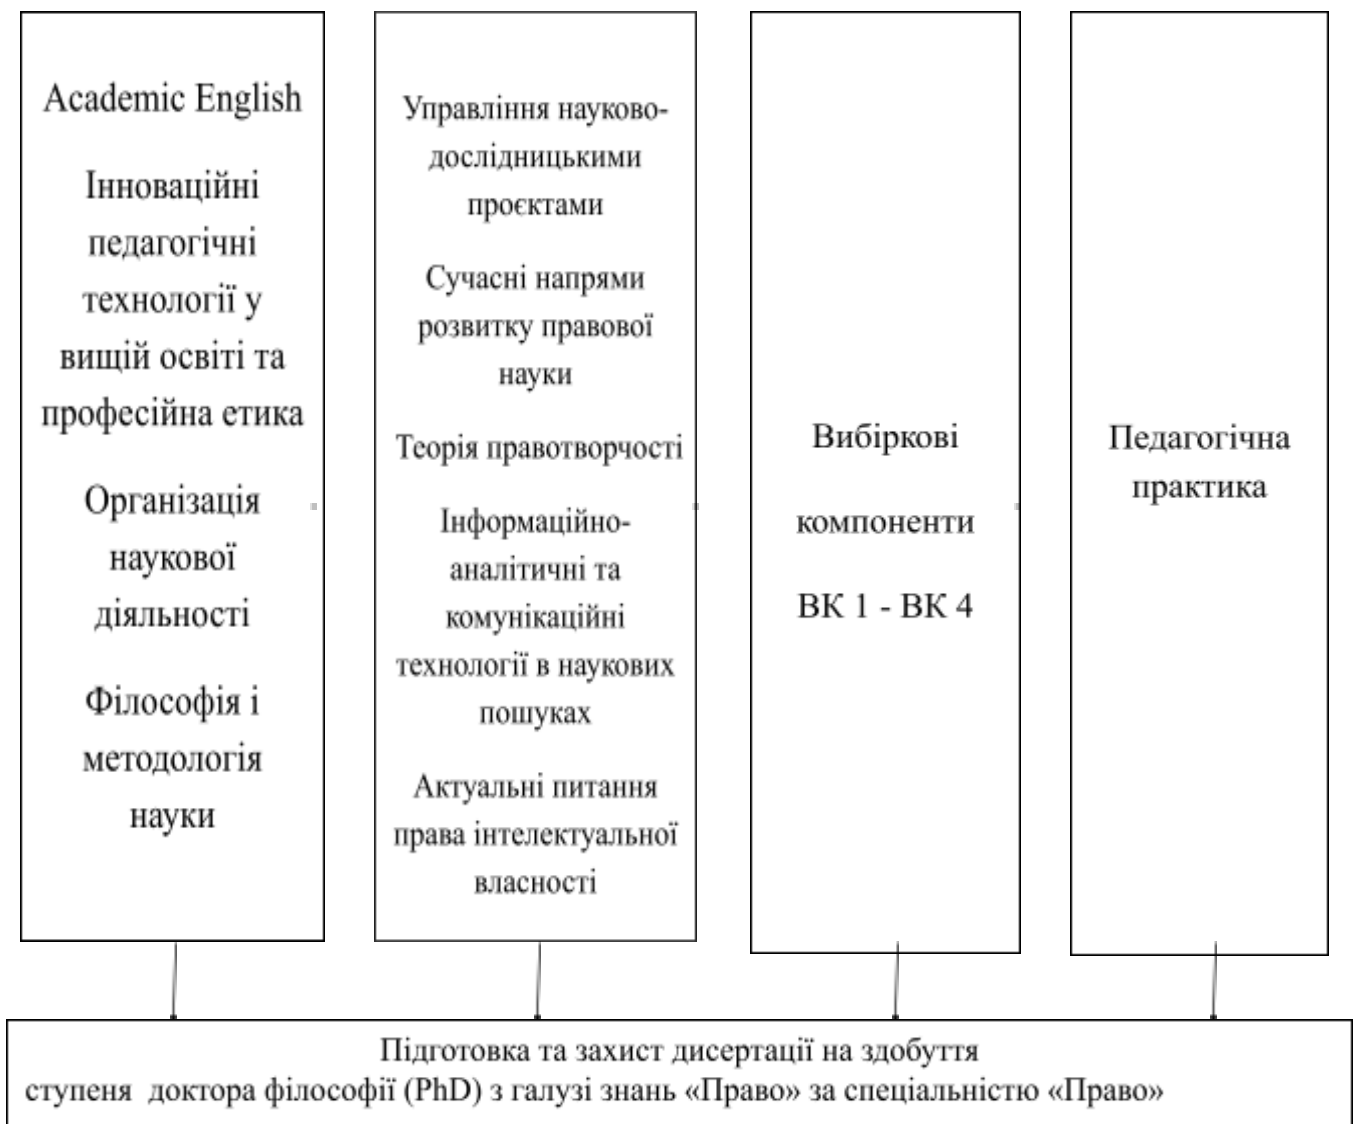 Academic English
Інноваційні
педагогічні
технології у
вищій освіті та
професійна етика
Організація
наукової
діяльності
Філософія і
методологія
науки
Управління науково-
дослідницькими
проєктами
Сучасні напрями
розвитку правової
науки
Теорія правотворчості
Інформаційно-
аналітичні та
комунікаційні
технології в наукових
пошуках
Актуальні питання
права інтелектуальної
власності
Вибіркові
компоненти
ВК 1 - ВК 4
Педагогічна
практика
Підготовка та захист дисертації на здобуття
ступеня доктора філософії (PhD) з галузі знань «Право» за спеціальністю «Право»